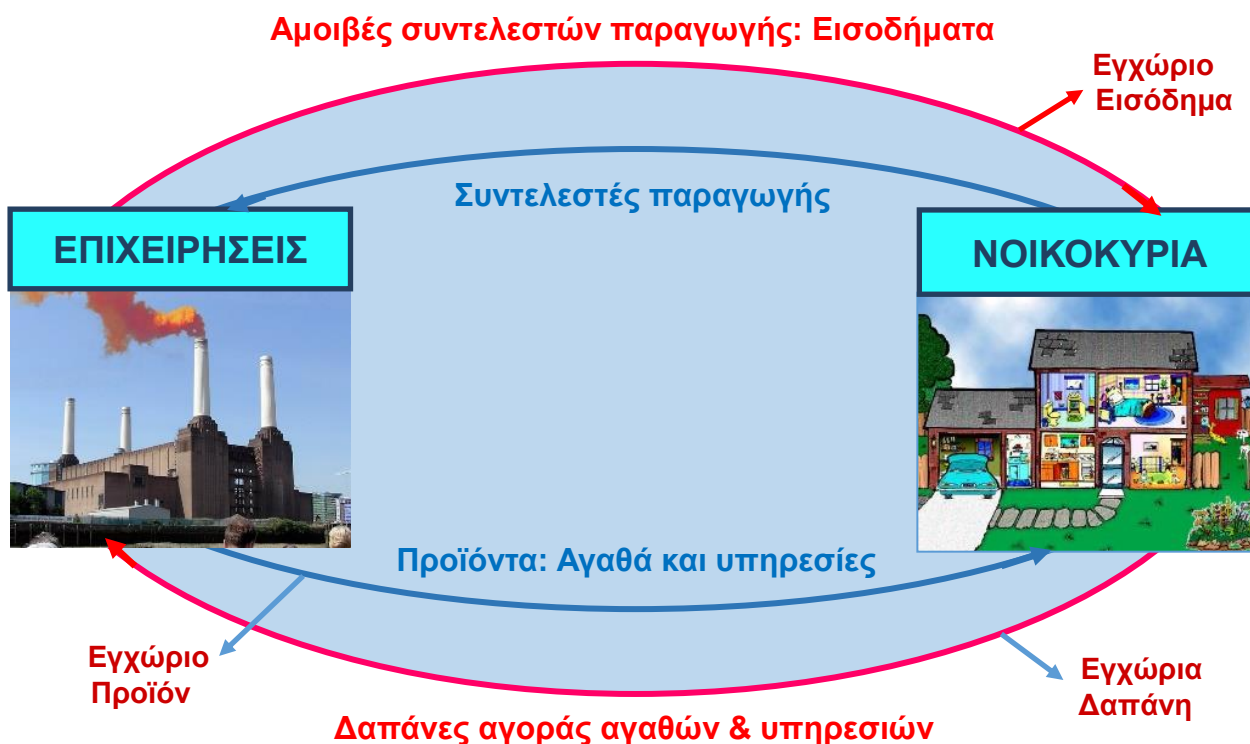 Αμοιβές συντελεστών παραγωγής: Εισοδήματα
Εγχώριο
Εισόδημα
Συντελεστές παραγωγής
ΕΠΙΧΕΙΡΗΣΕΙΣ
ΝΟΙΚΟΚΥΡΙΑ
Προϊόντα: Αγαθά και υπηρεσίες
Εγχώριο
Προϊόν
Εγχώρια
Δαπάνη
Δαπάνες αγοράς αγαθών & υπηρεσιών